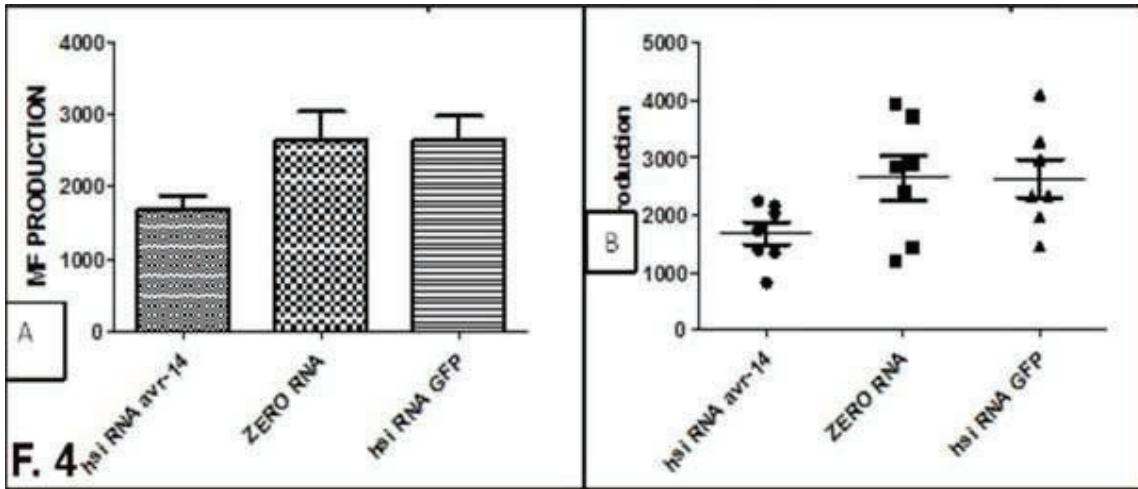 MF PRODUCTION
4000
3000
2000
1000
0
hsi RNA avr-14
ZERO RNA
hsi RNA GFP
A
F. 4
roduction
5000
4000
3000
2000
1000
0
hsi RNA avr-14
ZERO RNA
hsi RNA GFP
B